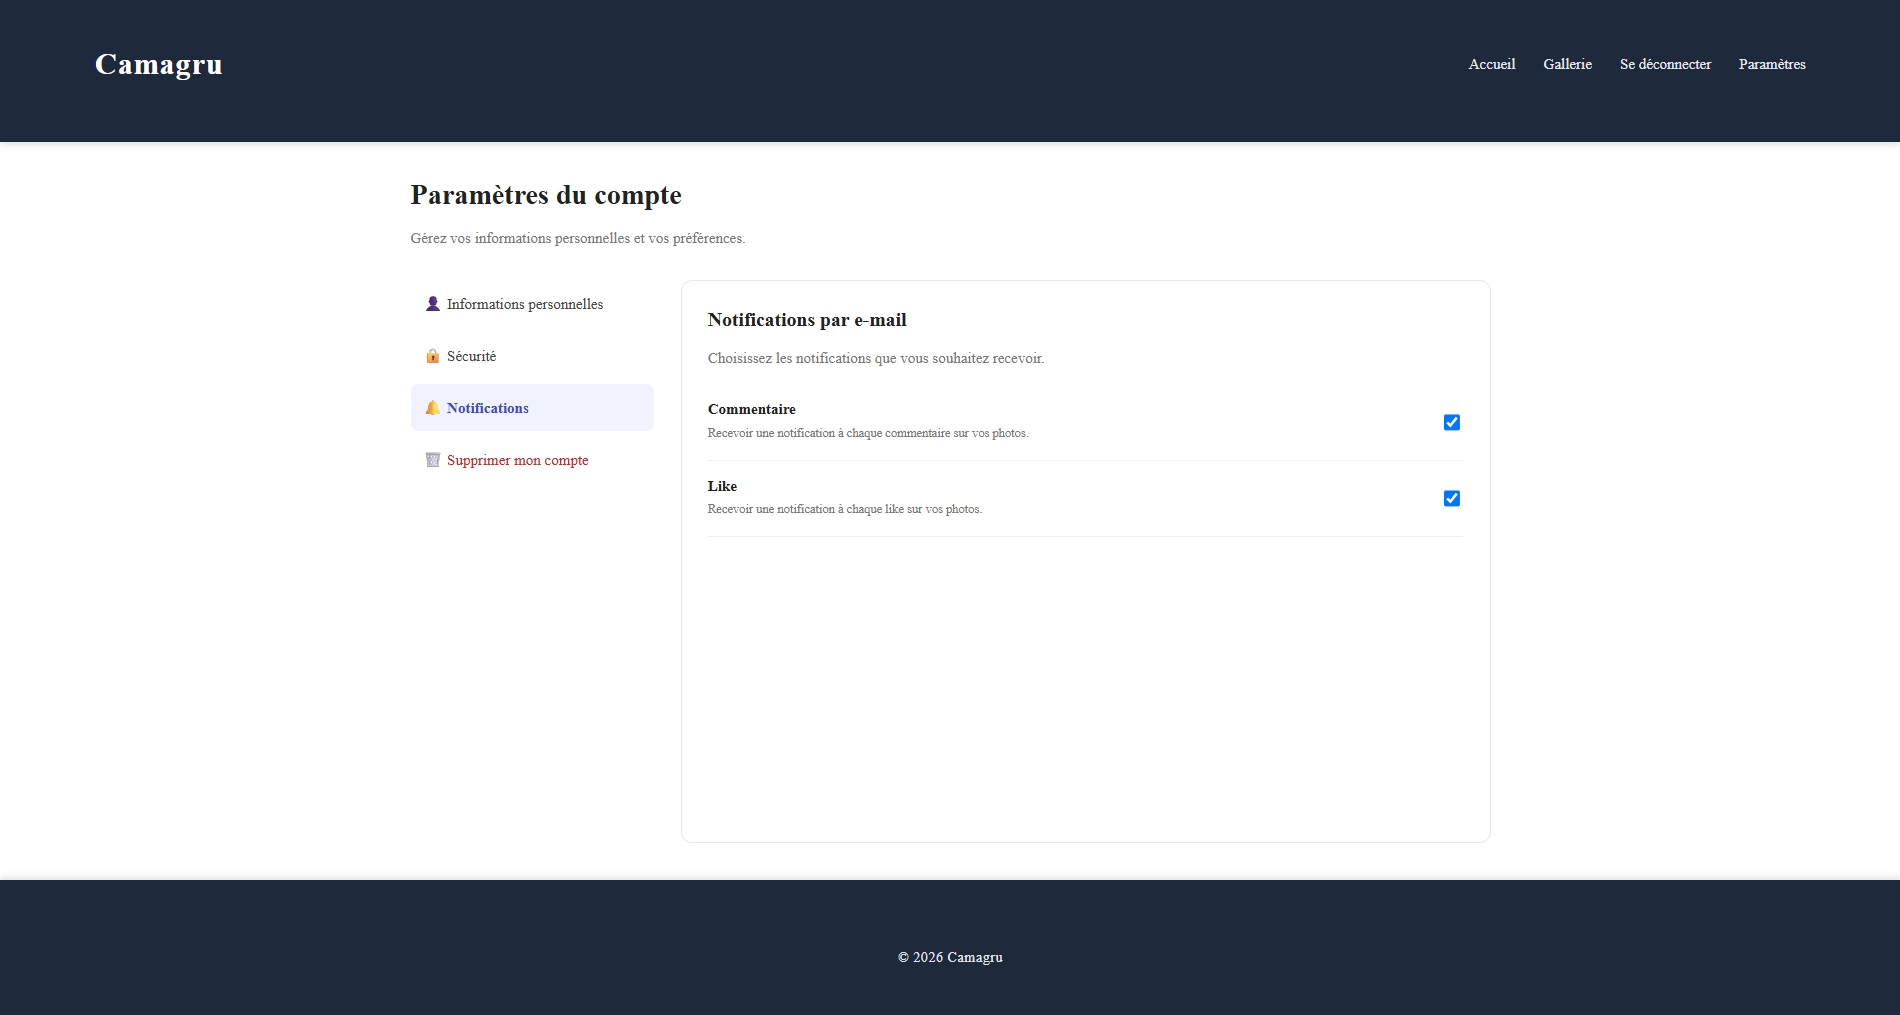 Camagru
Accueil Gallerie Se déconnecter Paramètres
Paramètres du compte
Gérez vos informations personnelles et vos préférences.
Informations personnelles
Sécurité
Notifications
Supprimer mon compte
Notifications par e-mail
Choisissez les notifications que vous souhaitez recevoir.
Commentaire
Recevoir une notification à chaque commentaire sur vos photos.
Like
Recevoir une notification à chaque like sur vos photos.
© 2026 Camagru